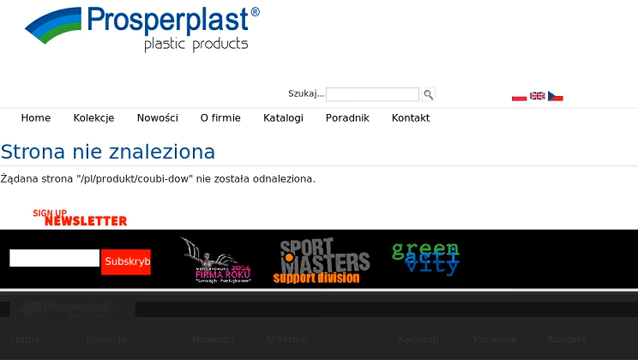 Prosperplast®
plastic products
Szukaj...
Home Kolekcje Nowości O firmie Katalogi Poradnik Kontakt
Strona nie znaleziona
Żądana strona "/pl/produkt/coubi-dow" nie została odnaleziona.
SIGN UP
NEWSLETTER
Subskryb
2014
FIRMA ROKU
SPORT
MASTERS
support division
green
acti
vity
Prosperplast
Home Kolekcje Nowości O firmie Katalogi Poradnik Kontakt